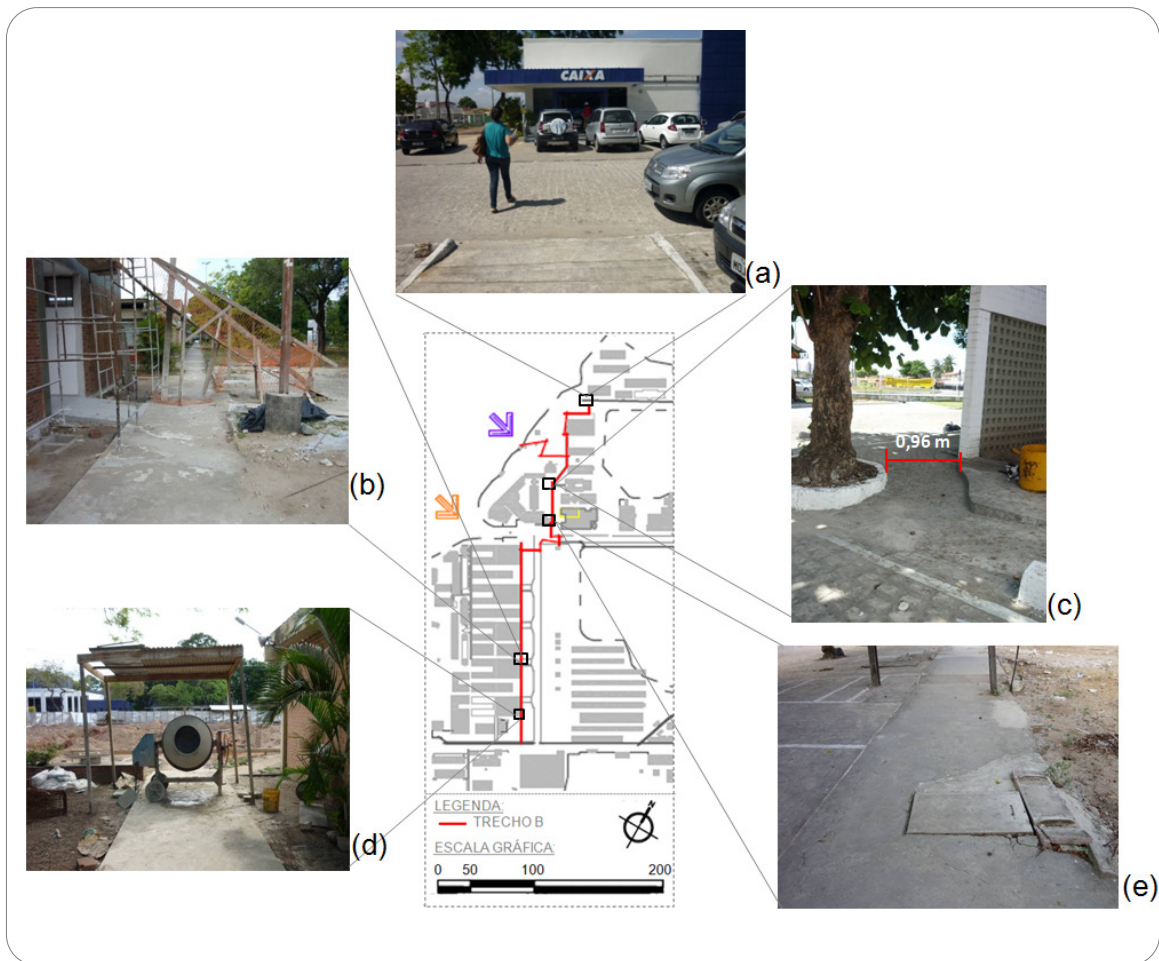 CAIXA
(a)
(b)
0,96 m
(c)
(d)
(e)
LEGENDA:
TRECHO B
ESCALA GRÁFICA:
N
0 50 100 200